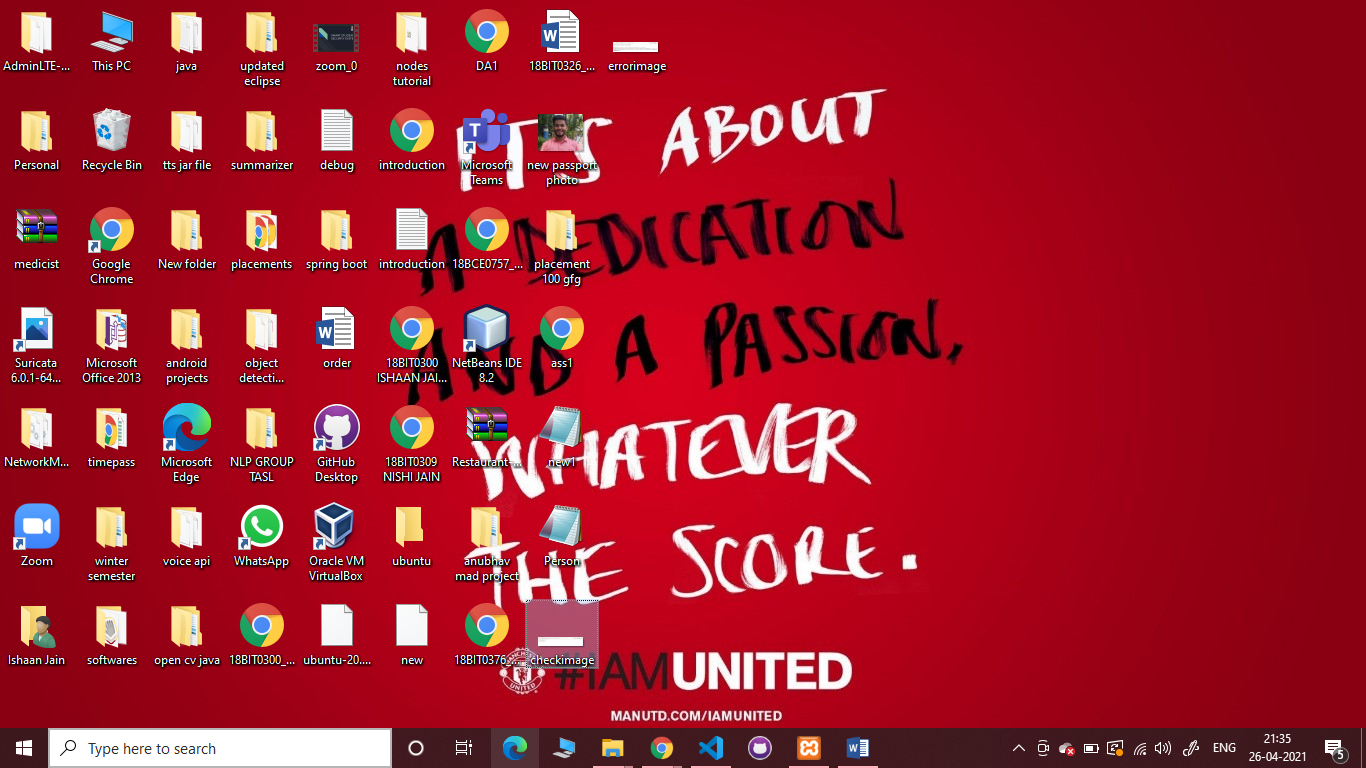 AdminLTE-...
This PC
java
updated
eclipse
zoom_0
nodes
tutorial
DA1
18BIT0326_...
errorimage
Personal
Recycle Bin
tts jar file
summarizer
debug
introduction
Microsoft
Teams
new passport
photo
medicist
Google
Chrome
New folder
placements
spring boot
introduction
18BCE0757_...
placement
100 gfg
Suricata
6.0.1-64...
Microsoft
Office 2013
android
projects
object
detecti...
order
18BIT0300
ISHAAN JAI...
NetBeans IDE
8.2
ass1
NetworkM...
timepass
Microsoft
Edge
NLP GROUP
TASL
GitHub
Desktop
18BIT0309
NISHI JAIN
Restaurant-...
new1
Zoom
winter
semester
voice api
WhatsApp
Oracle VM
VirtualBox
ubuntu
anubhav
mad project
Person
Ishaan Jain
softwares
open cv java
18BIT0300_...
ubuntu-20....
new
18BIT0376_...
checkimage
IT'S ABOUT
A DEDICATION
AND A PASSION,
WHATEVER
THE SCORE.
#IAMUNITED
MANUTD.COM/IAMUNITED
Type here to search
ENG
21:35
26-04-2021
5